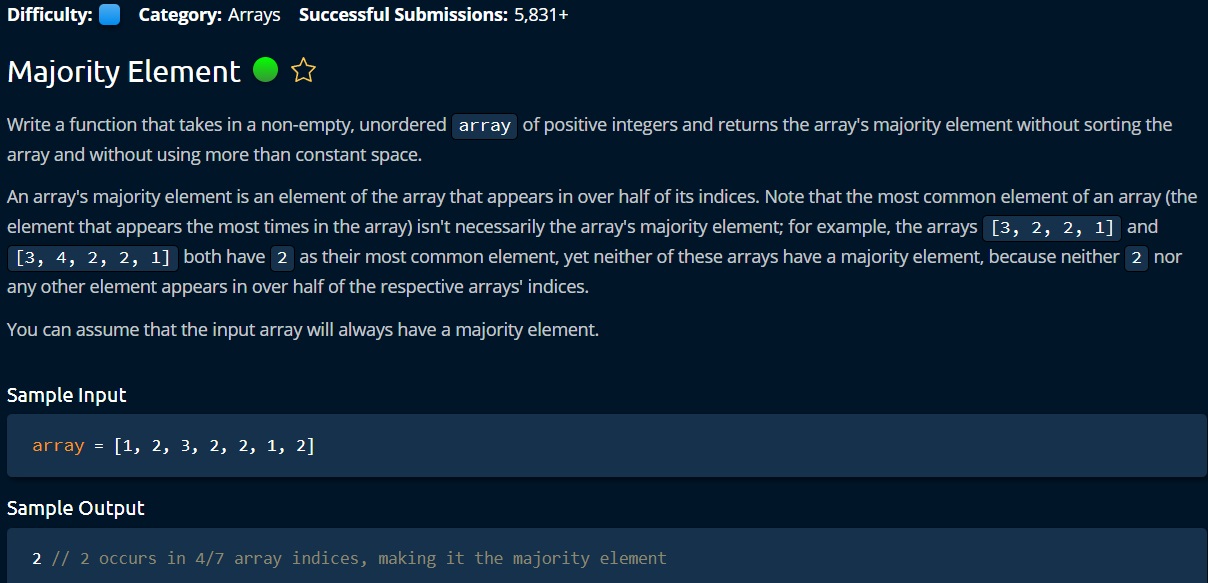 Difficulty: Category: Arrays Successful Submissions: 5,831+
Majority Element
Write a function that takes in a non-empty, unordered array of positive integers and returns the array's majority element without sorting the
array and without using more than constant space.
An array's majority element is an element of the array that appears in over half of its indices. Note that the most common element of an array (the
element that appears the most times in the array) isn't necessarily the array's majority element; for example, the arrays [3, 2, 2, 1] and
[3, 4, 2, 2, 1] both have 2 as their most common element, yet neither of these arrays have a majority element, because neither 2 nor
any other element appears in over half of the respective arrays' indices.
You can assume that the input array will always have a majority element.
Sample Input
array = [1, 2, 3, 2, 2, 1, 2]
Sample Output
2 // 2 occurs in 4/7 array indices, making it the majority element